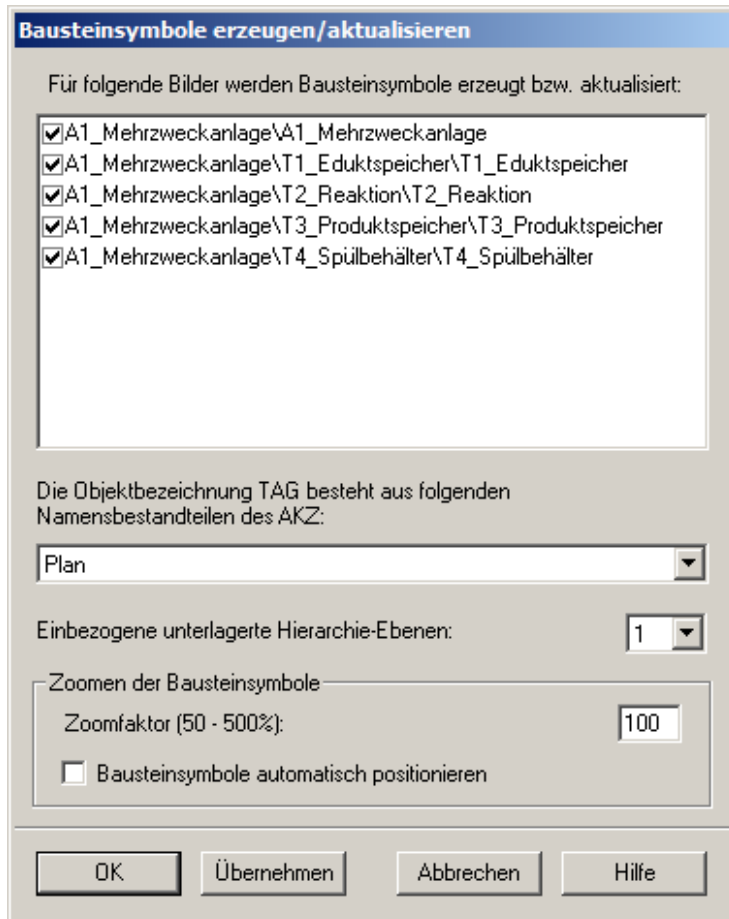 Bausteinsymbole erzeugen/aktualisieren
Für folgende Bilder werden Bausteinsymbole erzeugt bzw. aktualisiert:
A1_Mehrzweckanlage\A1_Mehrzweckanlage
A1_Mehrzweckanlage\T1_Eduktspeicher\T1_Eduktspeicher
A1_Mehrzweckanlage\T2_Reaktion\T2_Reaktion
A1_Mehrzweckanlage\T3_Produktspeicher\T3_Produktspeicher
A1_Mehrzweckanlage\T4_Spülbehälter\T4_Spülbehälter
Die Objektbezeichnung TAG besteht aus folgenden
Namensbestandteilen des AKZ:
Plan
Einbezogene unterlagerte Hierarchie-Ebenen: 1
Zoomen der Bausteinsymbole
Zoomfaktor (50 - 500%): 100
Bausteinsymbole automatisch positionieren
OK Übernehmen Abbrechen Hilfe